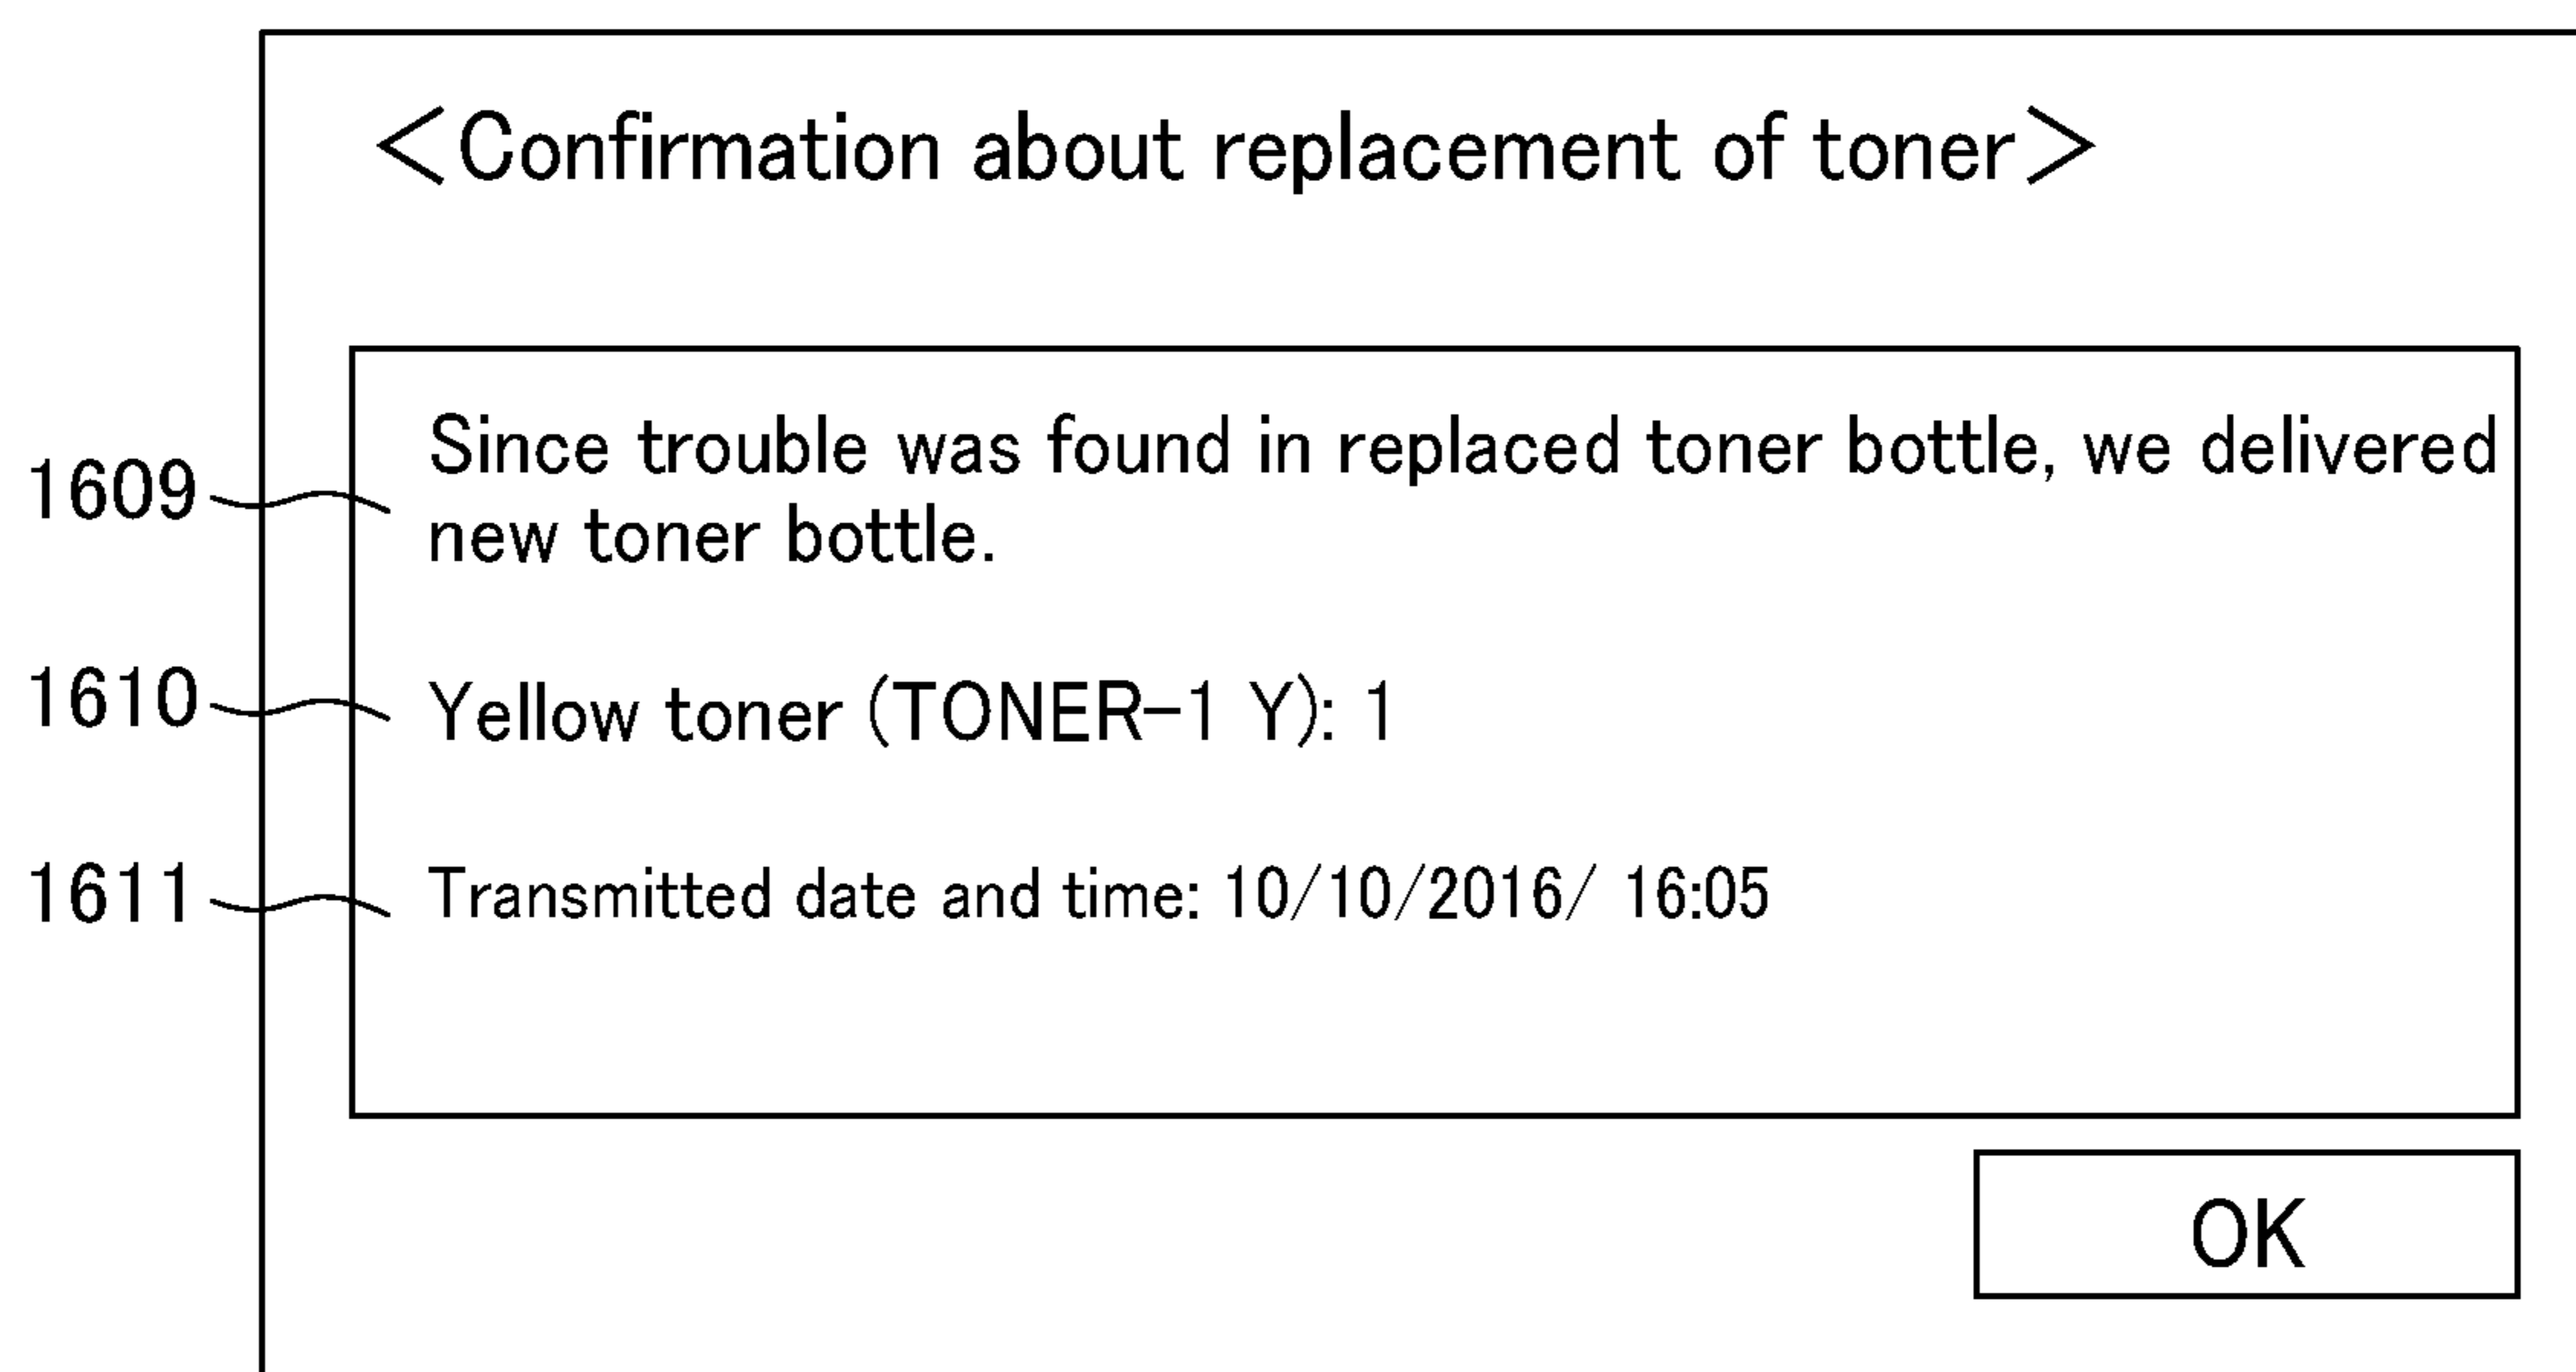 <Confirmation about replacement of toner>
1609
Since trouble was found in replaced toner bottle, we delivered
new toner bottle.
1610
Yellow toner (TONER-1 Y): 1
1611
Transmitted date and time: 10/10/2016/ 16:05
OK